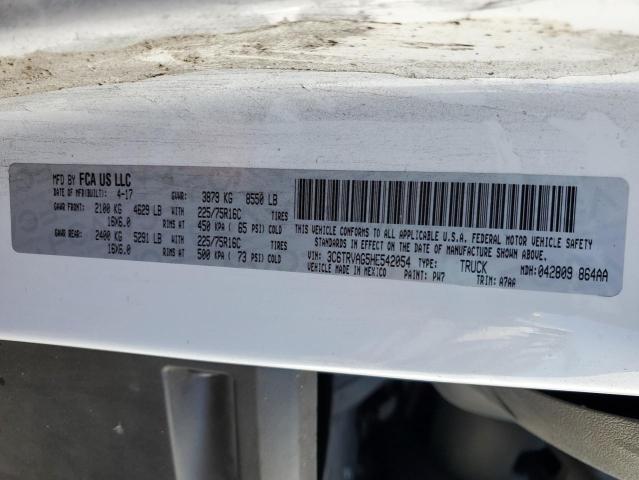 MFD BY FCA US LLC
DATE OF MFD(BUILT): 4-17 GVWR: 3879 KG 8550 LB
GAWR FRONT: 2100 KG 4629 LB WITH 225/75R16C TIRES
16X6.0 RIMS AT 450 KPA ( 65 PSI) COLD
GAWR REAR: 2400 KG 5291 LB WITH 225/75R16C TIRES
16X6.0 RIMS AT 500 KPA ( 73 PSI) COLD
THIS VEHICLE CONFORMS TO ALL APPLICABLE U.S.A. FEDERAL MOTOR VEHICLE SAFETY
STANDARDS IN EFFECT ON THE DATE OF MANUFACTURE SHOWN ABOVE.
VIN: 3C6TRVAG5HE542054 TYPE: TRUCK MDH: 042809 864AA
VEHICLE MADE IN MEXICO PAINT: PW7 TRIM: A7AA